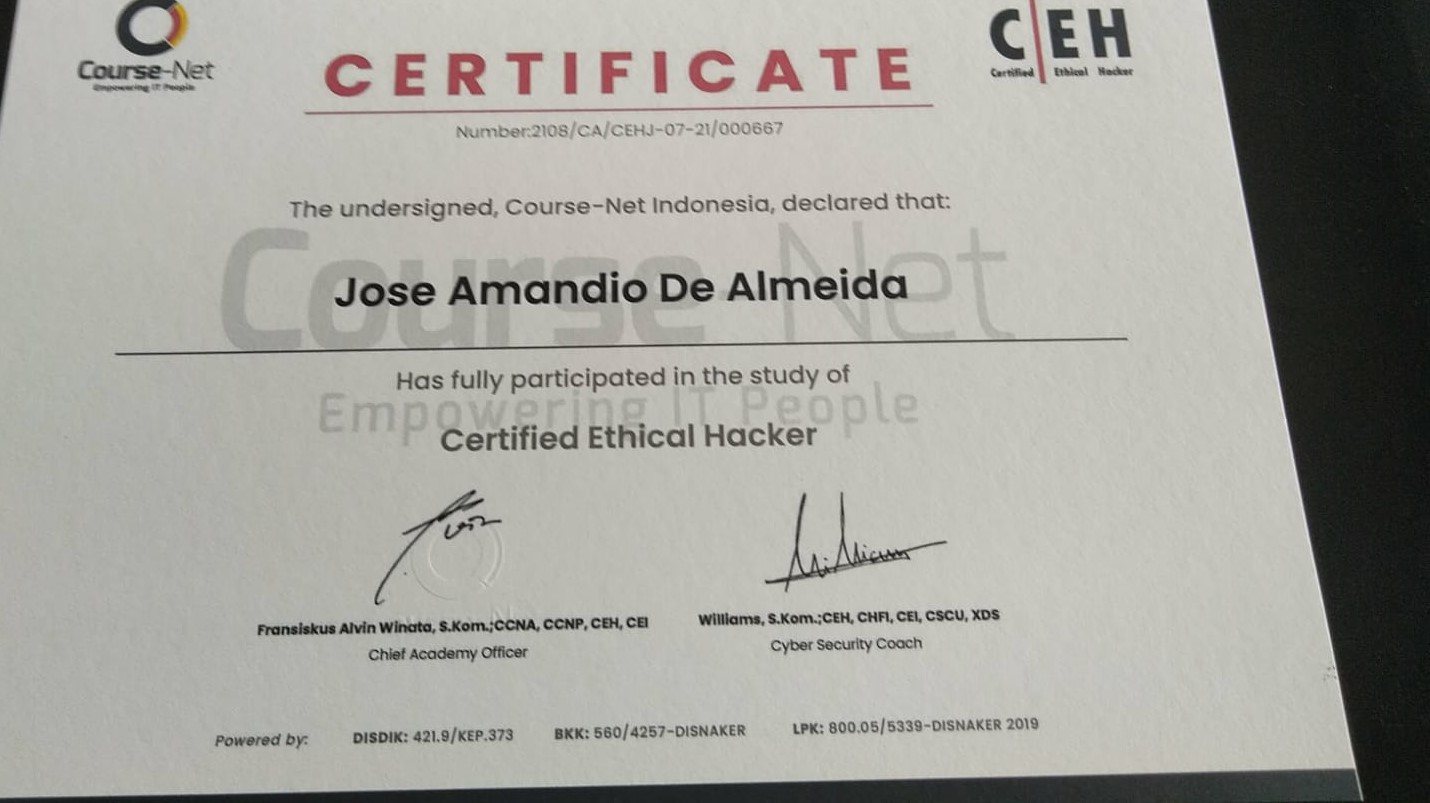 Course-Net
Empowering IT People
CEH
Certified Ethical Hacker
CERTIFICATE
Number:2108/CA/CEHJ-07-21/000667
The undersigned, Course-Net Indonesia, declared that:
Course-Net
Jose Amandio De Almeida
Has fully participated in the study of
Empowering IT People
Certified Ethical Hacker
Williams
Fransiskus Alvin Winata, S.Kom.;CCNA, CCNP, CEH, CEI
Chief Academy Officer
Williams, S.Kom.;CEH, CHFI, CEI, CSCU, XDS
Cyber Security Coach
Powered by:
DISDIK: 421.9/KEP.373
BKK: 560/4257-DISNAKER
LPK: 800.05/5339-DISNAKER 2019